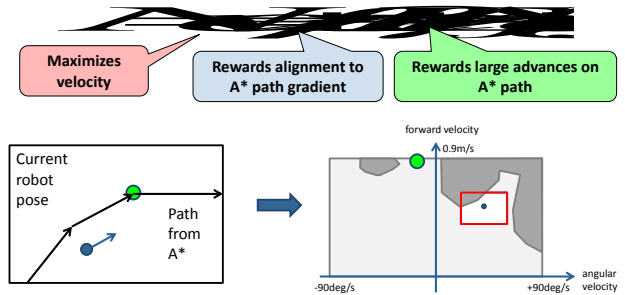 Maximizes
velocity
Rewards alignment to
A* path gradient
Rewards large advances on
A* path
Current
robot
pose
Path
from
A*
forward velocity
0.9m/s
-90deg/s
+90deg/s
angular
velocity